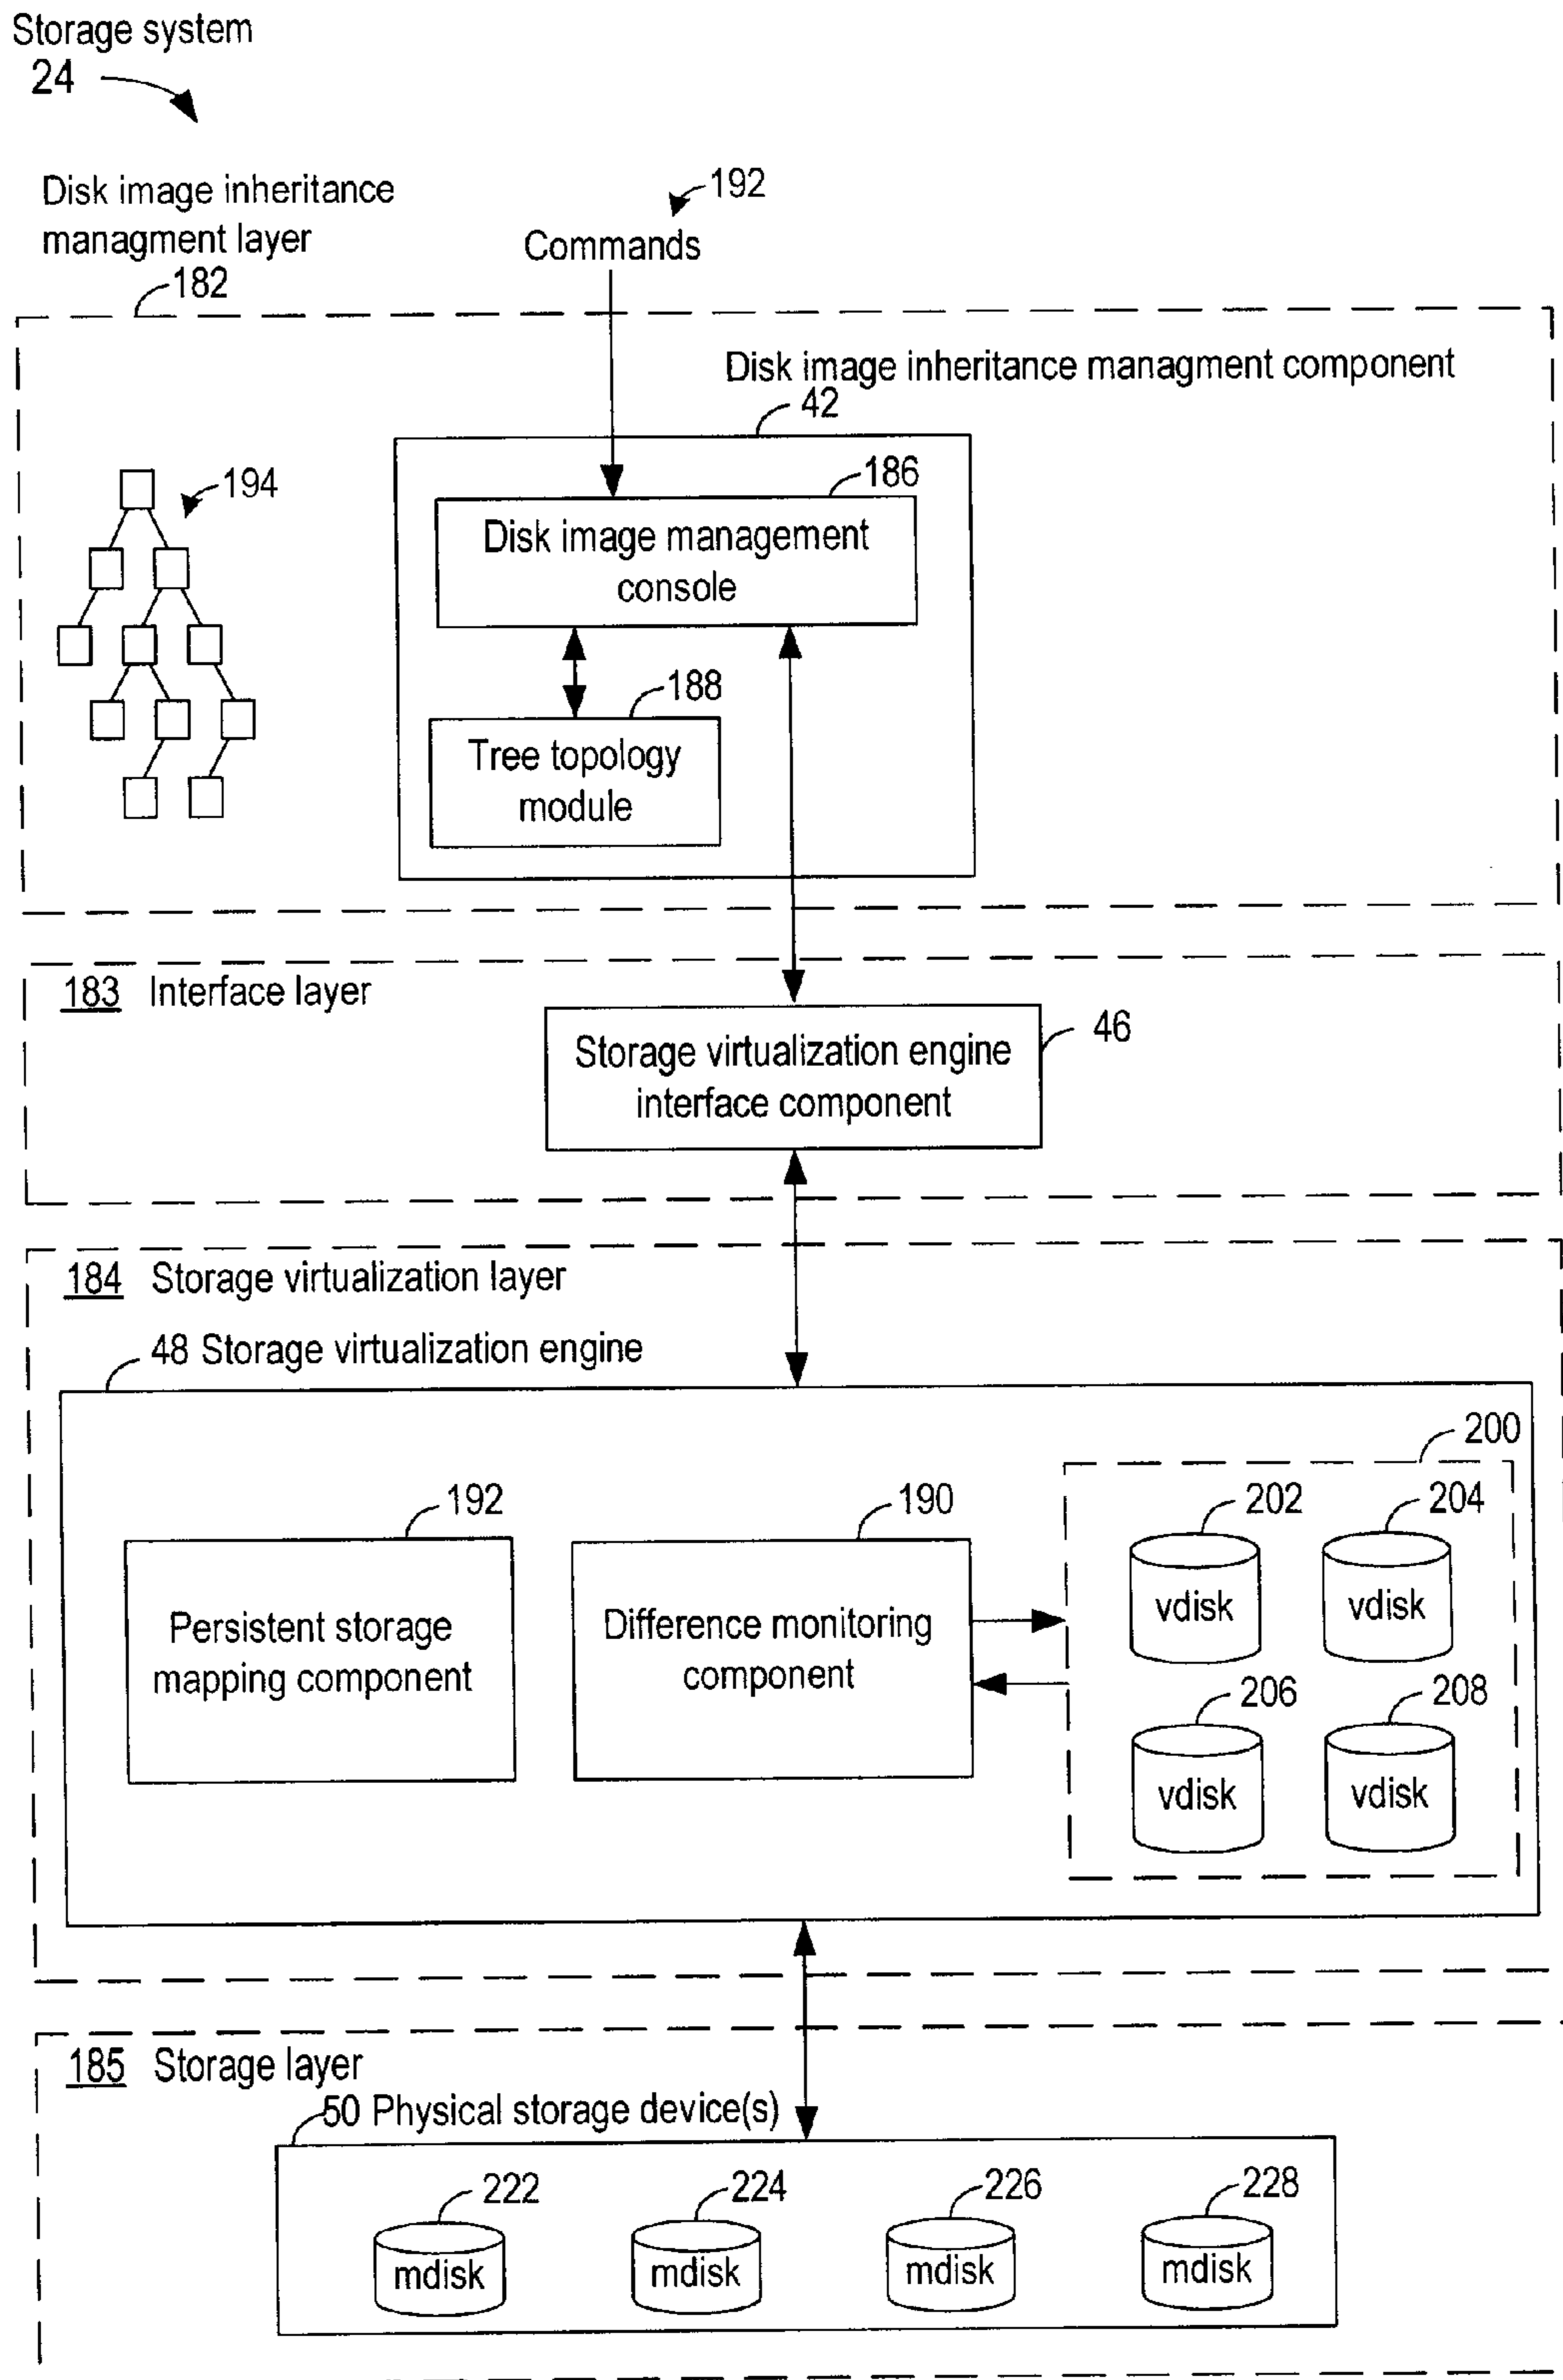 Storage system
24
Disk image inheritance
managment layer
182
192
Commands
Disk image inheritance managment component
42
194
186
Disk image management
console
188
Tree topology
module
183 Interface layer
46
Storage virtualization engine
interface component
184 Storage virtualization layer
48 Storage virtualization engine
200
192
190
202
204
Persistent storage
mapping component
Difference monitoring
component
vdisk
vdisk
206
208
vdisk
vdisk
185 Storage layer
50 Physical storage device(s)
222
224
226
228
mdisk
mdisk
mdisk
mdisk